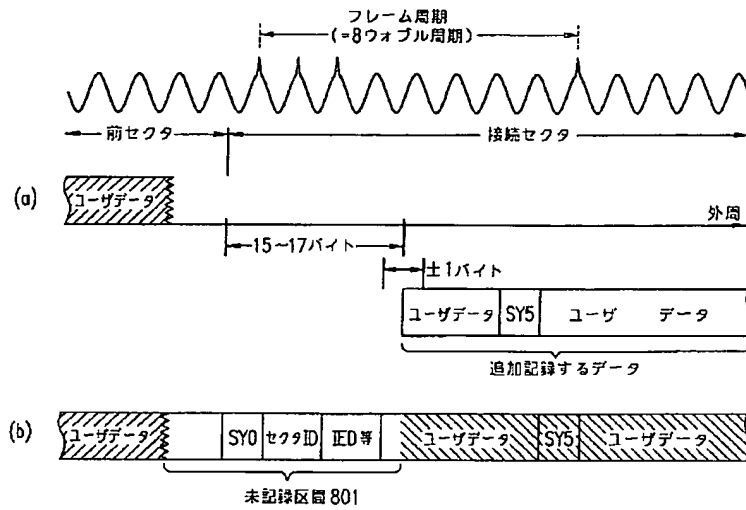 フレーム周期
(=8ウォブル周期)
前セクタ
接続セクタ
(a)
ユーザデータ
外周
15~17バイト
±1バイト
ユーザデータ
SY5
ユーザ データ
追加記録するデータ
(b)
ユーザデータ
SY0
セクタID
IED等
ユーザデータ
SY5
ユーザデータ
未記録区間801